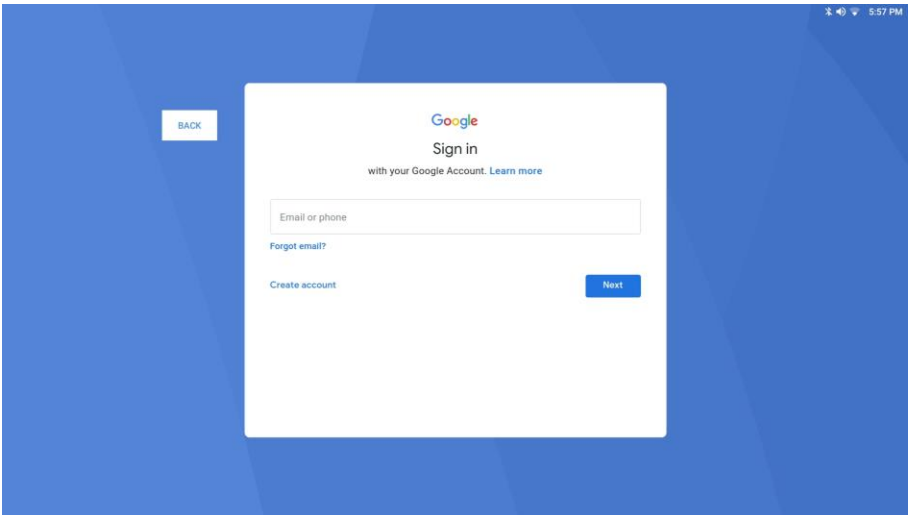 5:57 PM
BACK
Google
Sign in
with your Google Account. Learn more
Email or phone
Forgot email?
Create account
Next